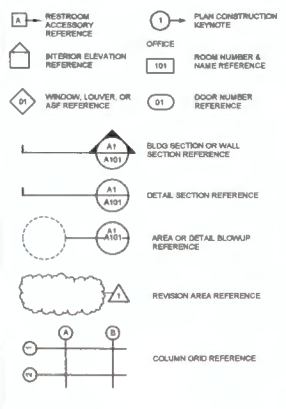 A
RESTROOM
ACCESSORY
REFERENCE
1
PLAN CONSTRUCTION
KEYNOTE
INTERIOR ELEVATION
REFERENCE
OFFICE
101
ROOM NUMBER &
NAME REFERENCE
01
WINDOW, LOUVER, OR
ASF REFERENCE
01
DOOR NUMBER
REFERENCE
A1
A101
BLDG SECTION OR WALL
SECTION REFERENCE
A1
A101
DETAIL SECTION REFERENCE
A1
A101
AREA OR DETAIL BLOWUP
REFERENCE
1
REVISION AREA REFERENCE
A
B
1
2
COLUMN GRID REFERENCE